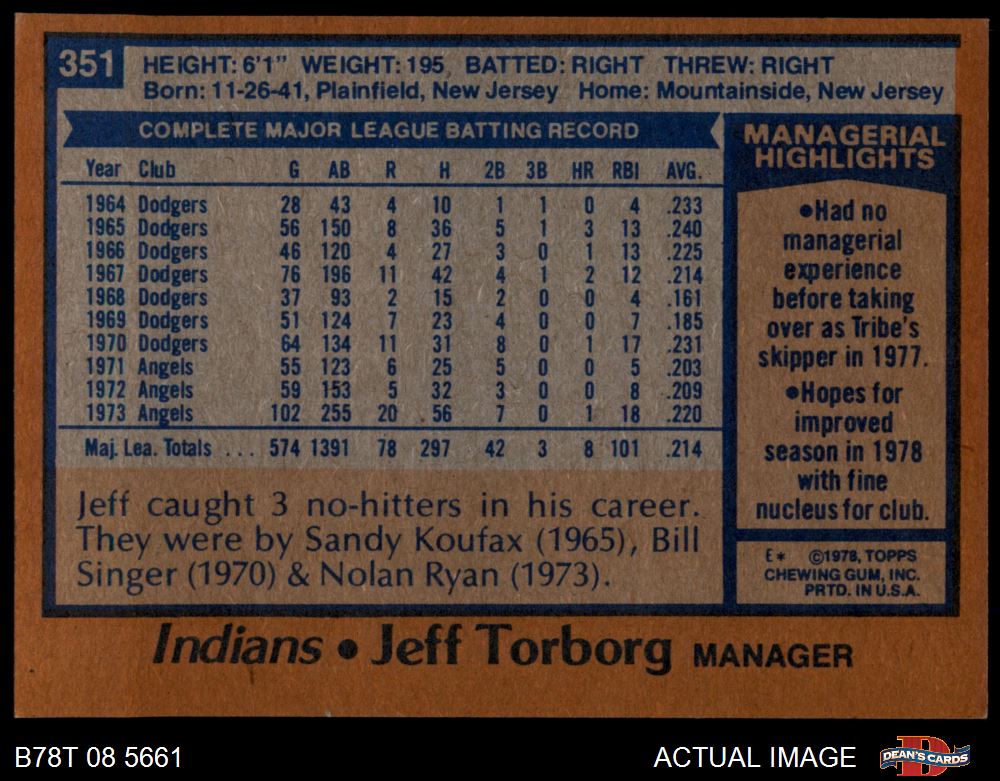 351
HEIGHT: 6'1" WEIGHT: 195 BATTED: RIGHT THREW: RIGHT
Born: 11-26-41, Plainfield, New Jersey Home: Mountainside, New Jersey
COMPLETE MAJOR LEAGUE BATTING RECORD
Year Club G AB R H 2B 3B HR RBI AVG.
1964 Dodgers 28 43 4 10 1 1 0 4 .233
1965 Dodgers 56 150 8 36 5 1 3 13 .240
1966 Dodgers 46 120 4 27 3 0 1 13 .225
1967 Dodgers 76 196 11 42 4 1 2 12 .214
1968 Dodgers 37 93 2 15 2 0 0 4 .161
1969 Dodgers 51 124 7 23 4 0 0 7 .185
1970 Dodgers 64 134 11 31 8 0 1 17 .231
1971 Angels 55 123 6 25 5 0 0 5 .203
1972 Angels 59 153 5 32 3 0 0 8 .209
1973 Angels 102 255 20 56 7 0 1 18 .220
Maj. Lea. Totals ... 574 1391 78 297 42 3 8 101 .214
Jeff caught 3 no-hitters in his career.
They were by Sandy Koufax (1965), Bill
Singer (1970) & Nolan Ryan (1973).
MANAGERIAL
HIGHLIGHTS
●Had no
managerial
experience
before taking
over as Tribe's
skipper in 1977.
●Hopes for
improved
season in 1978
with fine
nucleus for club.
E* ©1978, TOPPS
CHEWING GUM, INC.
PRTD. IN U.S.A.
Indians • Jeff Torborg MANAGER
B78T 08 5661
ACTUAL IMAGE
DEAN'S CARDS